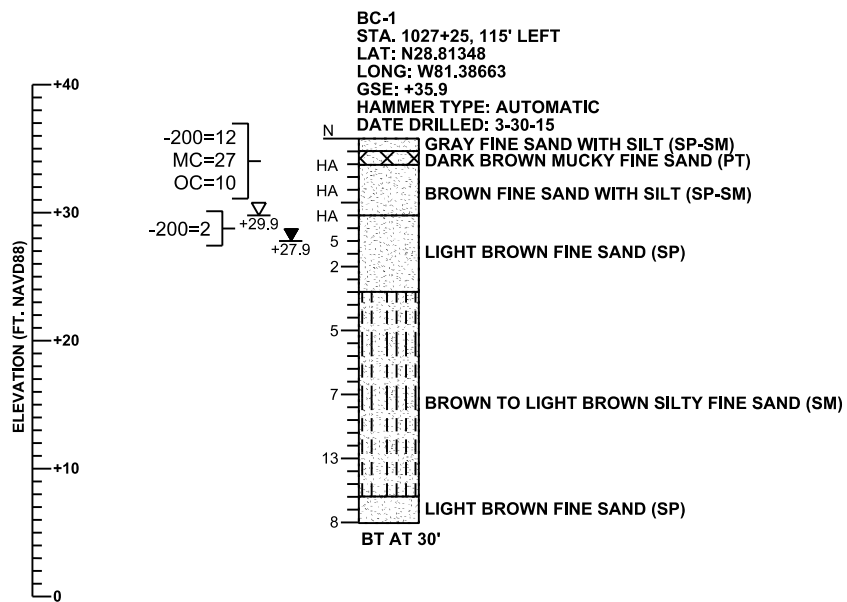 BC-1
STA. 1027+25, 115' LEFT
LAT: N28.81348
LONG: W81.38663
GSE: +35.9
HAMMER TYPE: AUTOMATIC
DATE DRILLED: 3-30-15
ELEVATION (FT. NAVD88)
+40
+30
+20
+10
0
-200=12
MC=27
OC=10
-200=2
+29.9
+27.9
N
HA
HA
HA
5
2
5
7
13
8
GRAY FINE SAND WITH SILT (SP-SM)
DARK BROWN MUCKY FINE SAND (PT)
BROWN FINE SAND WITH SILT (SP-SM)
LIGHT BROWN FINE SAND (SP)
BROWN TO LIGHT BROWN SILTY FINE SAND (SM)
LIGHT BROWN FINE SAND (SP)
BT AT 30'